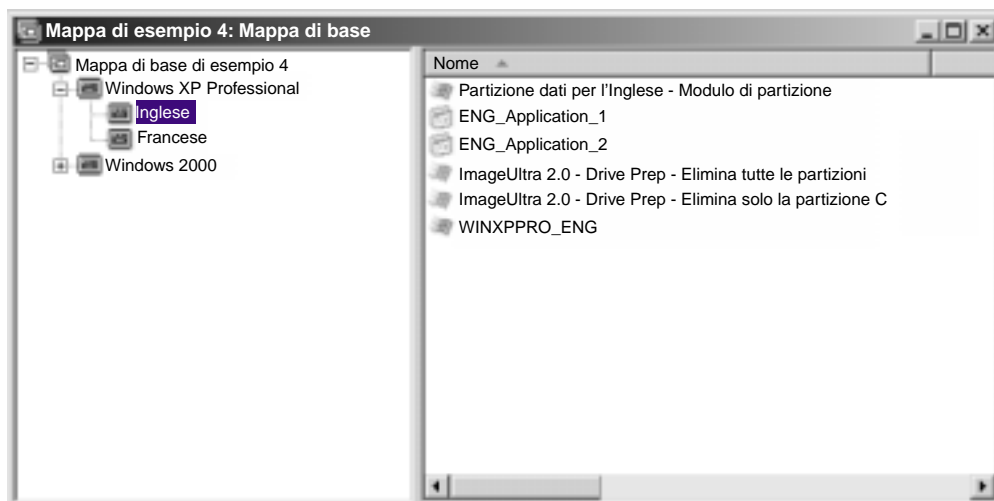 Mappa di esempio 4: Mappa di base
Mappa di base di esempio 4
Windows XP Professional
Inglese
Francese
Windows 2000
Nome
Partizione dati per l'Inglese - Modulo di partizione
ENG_Application_1
ENG_Application_2
ImageUltra 2.0 - Drive Prep - Elimina tutte le partizioni
ImageUltra 2.0 - Drive Prep - Elimina solo la partizione C
WINXPPRO_ENG